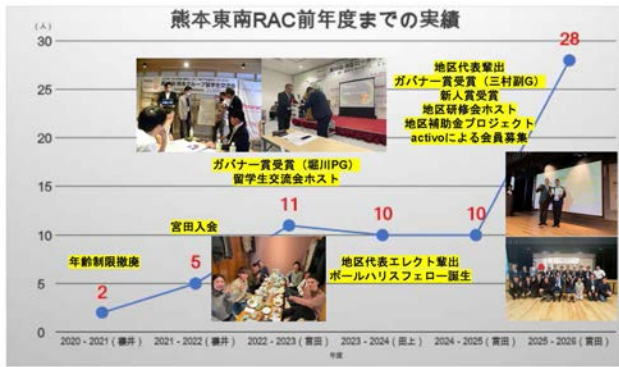 熊本東南RAC前年度までの実績
(人)
30
25
20
15
10
5
0
28
地区代表輩出
ガバナー賞受賞（三村副G）
新人賞受賞
地区研修会ホスト
地区補助金プロジェクト
activoによる会員募集
ガバナー賞受賞（堀川PG）
留学生交流会ホスト
11
10
10
宮田入会
5
年齢制限撤廃
2
地区代表エレクト輩出
ポールハリスフェロー誕生
2020 - 2021
2021 - 2022
2022 - 2023 (宮田)
2023 - 2024 (田上)
2024 - 2025 (宮田)
2025 - 2026 (宮田)
年度